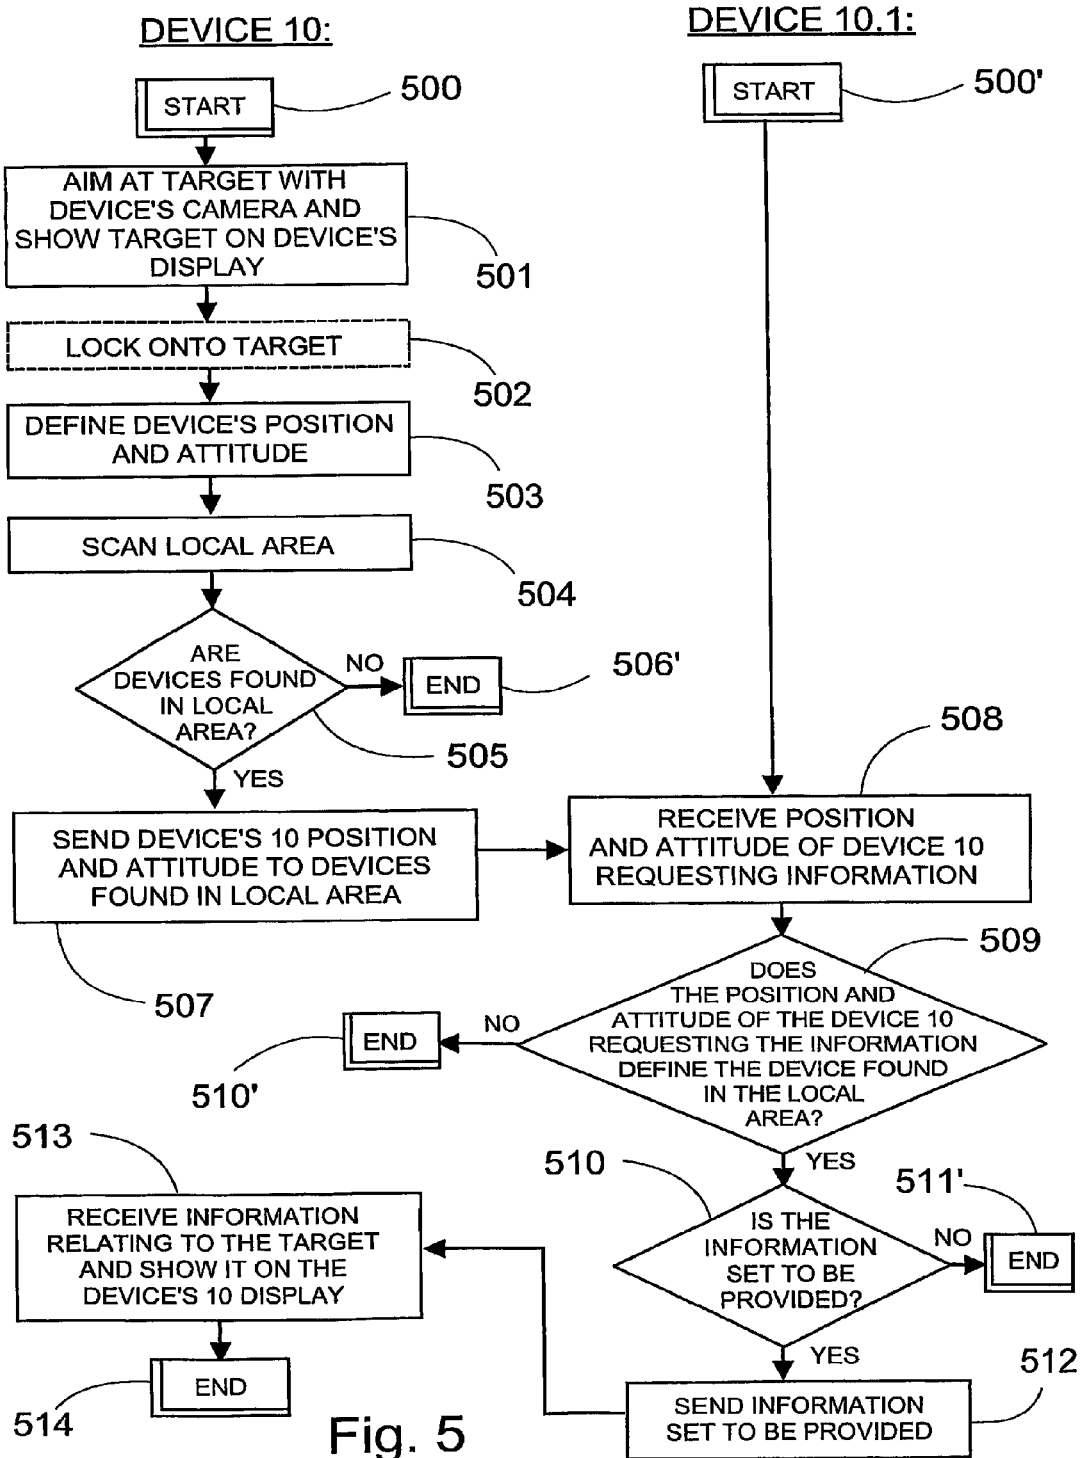 DEVICE 10:
START
500
AIM AT TARGET WITH
DEVICE'S CAMERA AND
SHOW TARGET ON DEVICE'S
DISPLAY
501
LOCK ONTO TARGET
502
DEFINE DEVICE'S POSITION
AND ATTITUDE
503
SCAN LOCAL AREA
504
ARE
DEVICES FOUND
IN LOCAL
AREA?
505
NO
END
506'
YES
SEND DEVICE'S 10 POSITION
AND ATTITUDE TO DEVICES
FOUND IN LOCAL AREA
507
DEVICE 10.1:
START
500'
508
RECEIVE POSITION
AND ATTITUDE OF DEVICE 10
REQUESTING INFORMATION
509
DOES
THE POSITION AND
ATTITUDE OF THE DEVICE 10
REQUESTING THE INFORMATION
DEFINE THE DEVICE FOUND
IN THE LOCAL
AREA?
NO
END
510'
YES
510
IS THE
INFORMATION
SET TO BE
PROVIDED?
NO
END
511'
YES
512
SEND INFORMATION
SET TO BE PROVIDED
513
RECEIVE INFORMATION
RELATING TO THE TARGET
AND SHOW IT ON THE
DEVICE'S 10 DISPLAY
END
514
Fig. 5